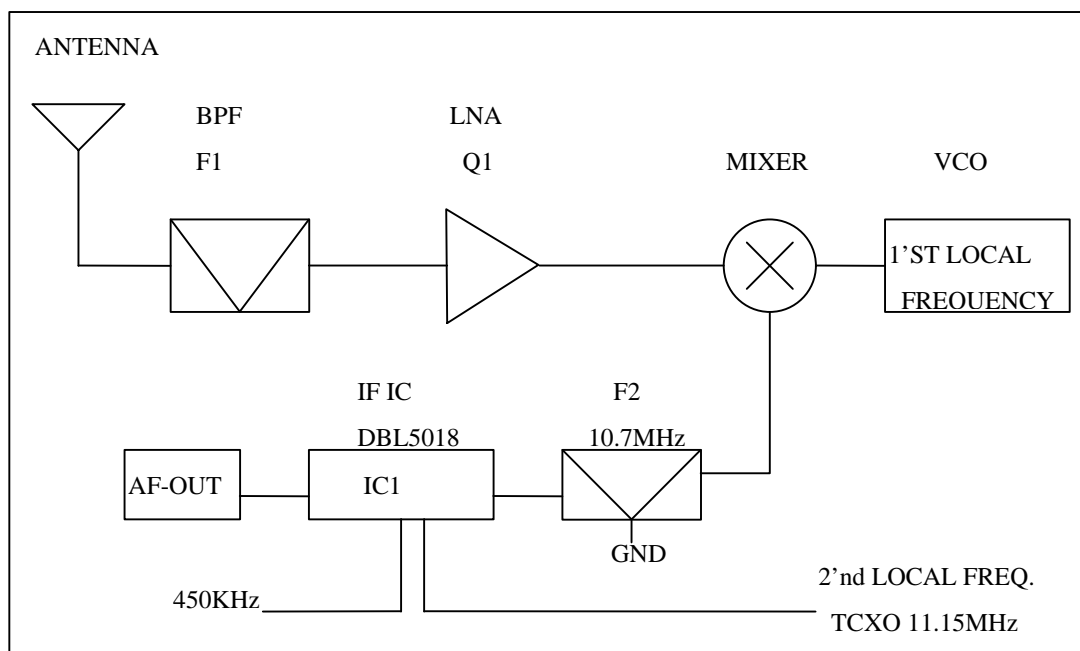 ANTENNA
BPF
F1
LNA
Q1
MIXER
VCO
1'ST LOCAL
FREQUENCY
IF IC
DBL5018
F2
10.7MHz
AF-OUT
IC1
GND
450KHz
2'nd LOCAL FREQ.
TCXO 11.15MHz